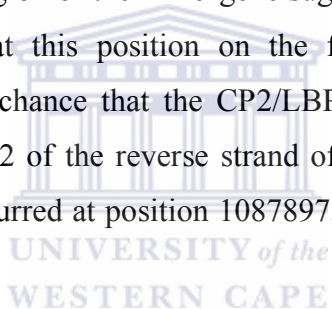 at this position on the f
chance that the CP2/LBF
2 of the reverse strand of
urred at position 1087897
UNIVERSITY of the
WESTERN CAPE